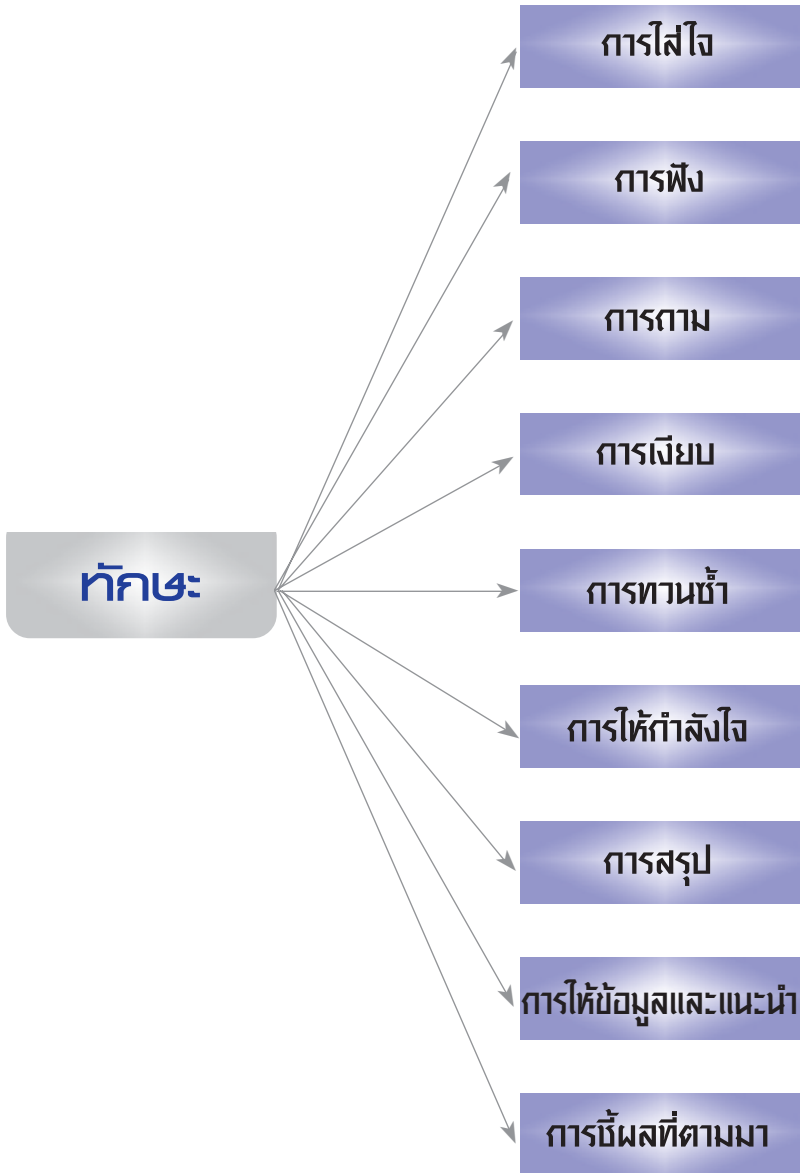 การใส่ใจ
การฟัง
การถาม
การเงียบ
ทักษะ
การทวนซ้ำ
การให้กำลังใจ
การสรุป
การให้ข้อมูลและแนะนำ
การชี้ผลที่ตามมา